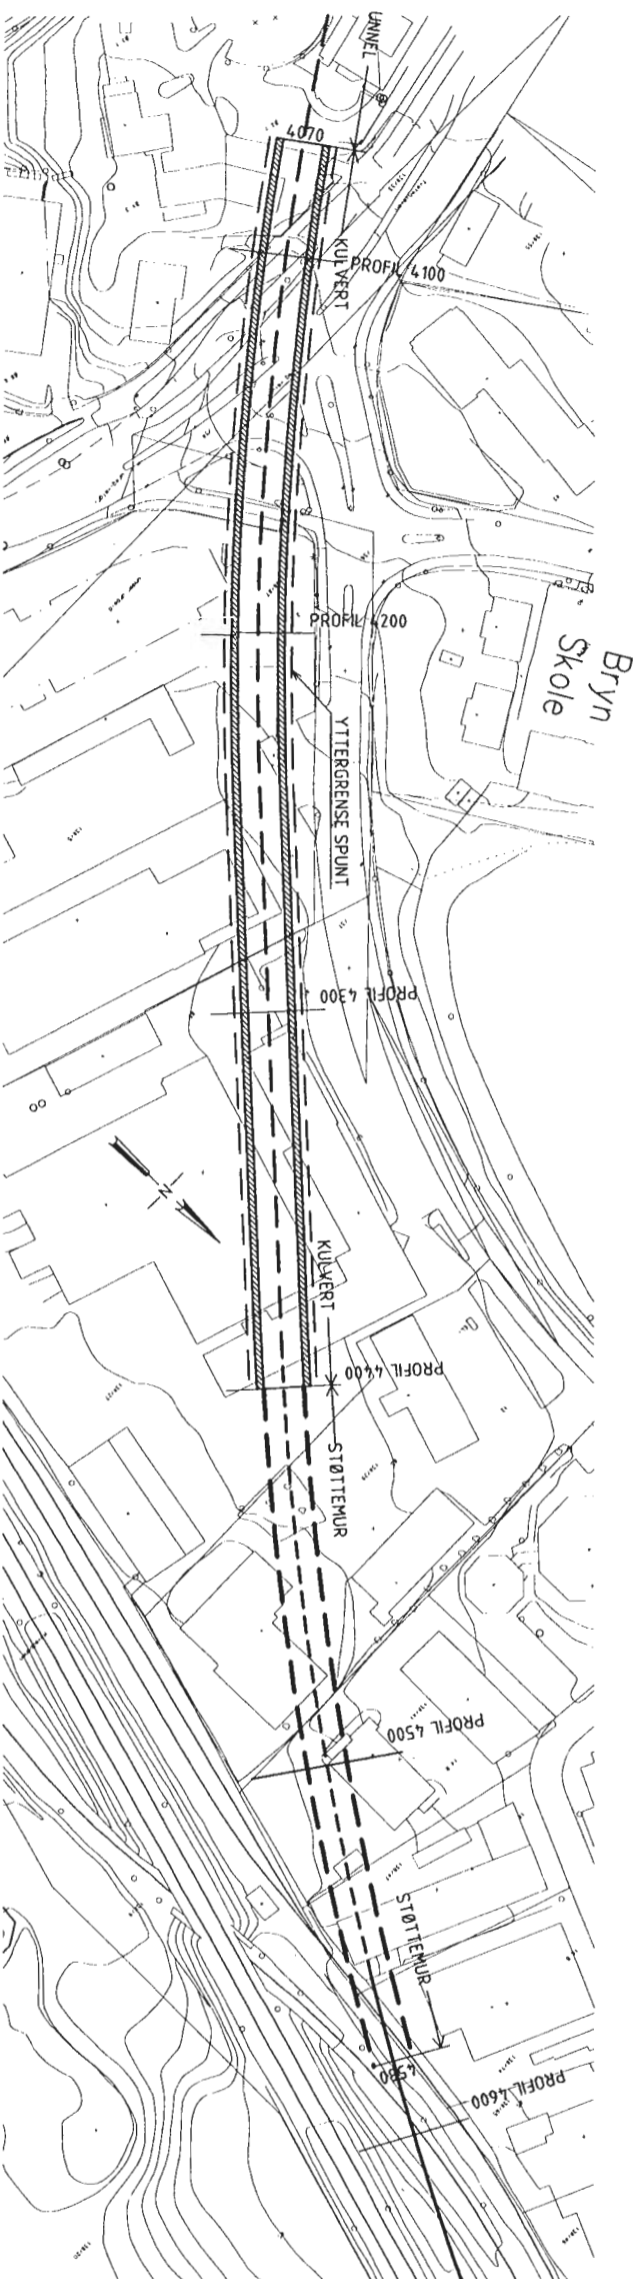 UNNEL
4070
KULVERT
PROFIL 4100
PROFIL 4200
Bryn
Skole
YTTERGRENSE SPUNT
PROFIL 4300
N
KULVERT
PROFIL 4400
STØTTEMUR
PROFIL 4500
STØTTEMUR
4580
PROFIL 4600